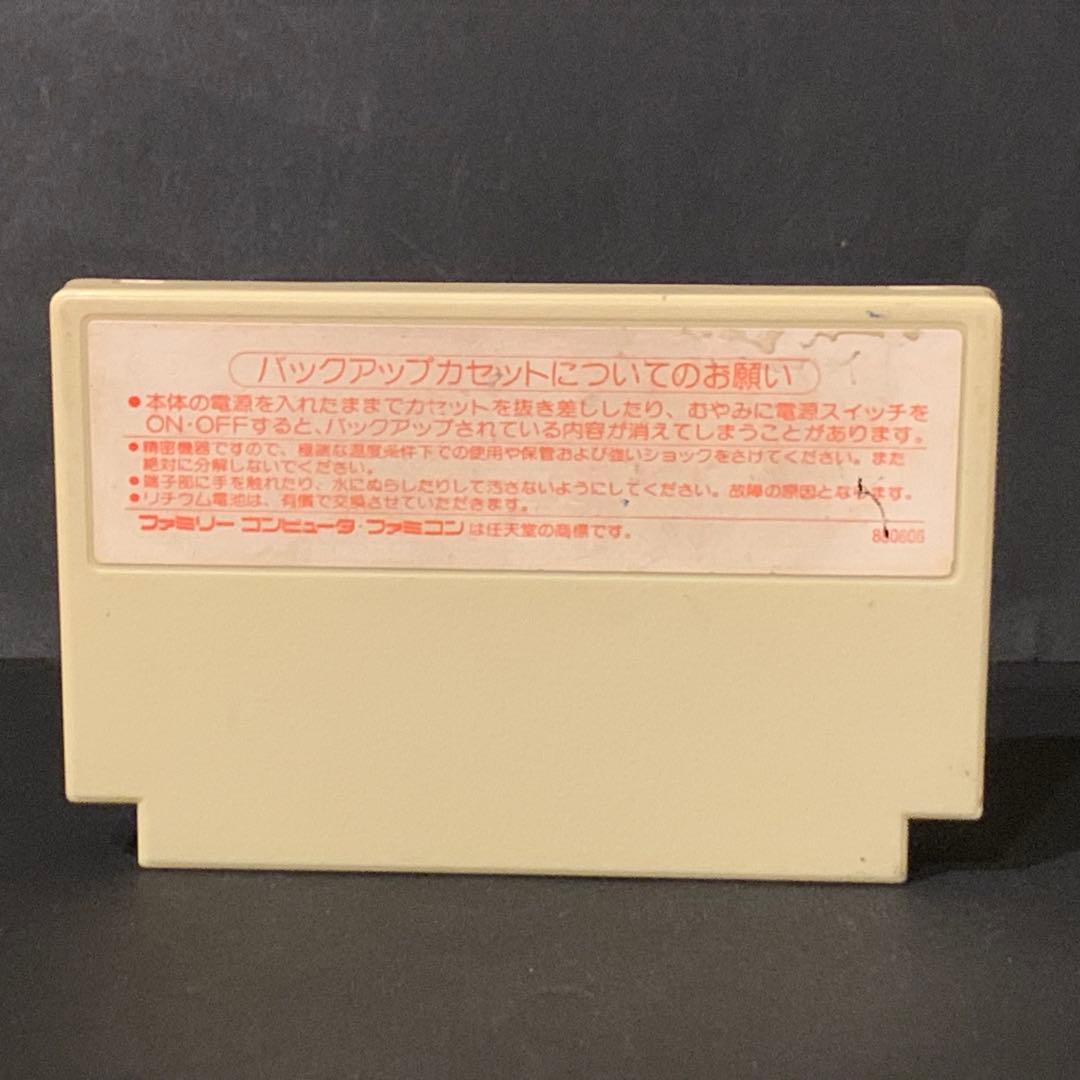 バックアップカセットについてのお願い
●本体の電源を入れたままでカセットを抜き差ししたり、むやみに電源スイッチを
ON・OFFすると、バックアップされている内容が消えてしまうことがあります。
●精密機器ですので、極端な温度条件下での使用や保管および強いショックをさけてください。また
絶対に分解しないでください。
●端子部に手を触れたり、水にぬらしたりして汚さないようにしてください。故障の原因となります。
●リチウム電池は、有償で交換させていただきます。
ファミリーコンピュータ・ファミコンは任天堂の商標です。